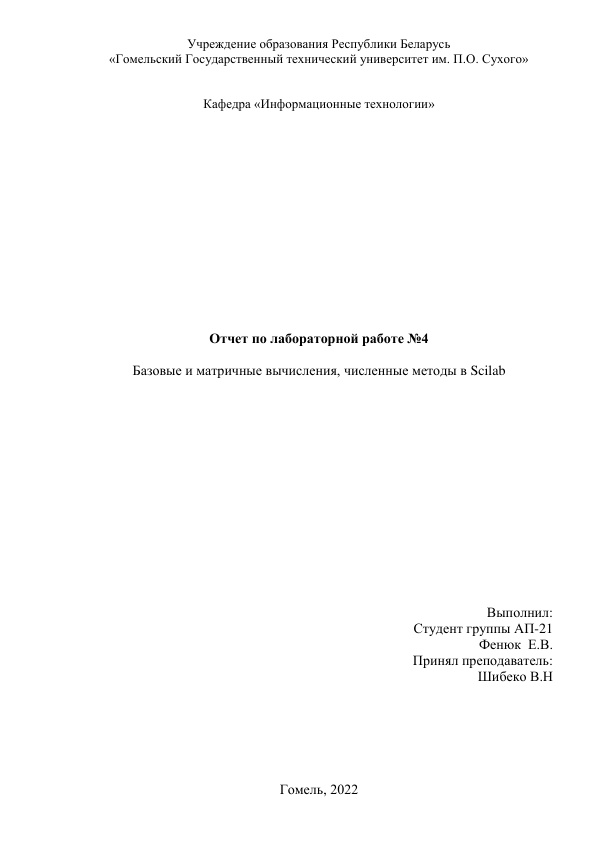 Учреждение образования Республики Беларусь
«Гомельский Государственный технический университет им. П.О. Сухого»
Кафедра «Информационные технологии»
Отчет по лабораторной работе №4
Базовые и матричные вычисления, численные методы в Scilab
Выполнил:
Студент группы АП-21
Фенюк  Е.В.
Принял преподаватель:
Шибеко В.Н
Гомель, 2022